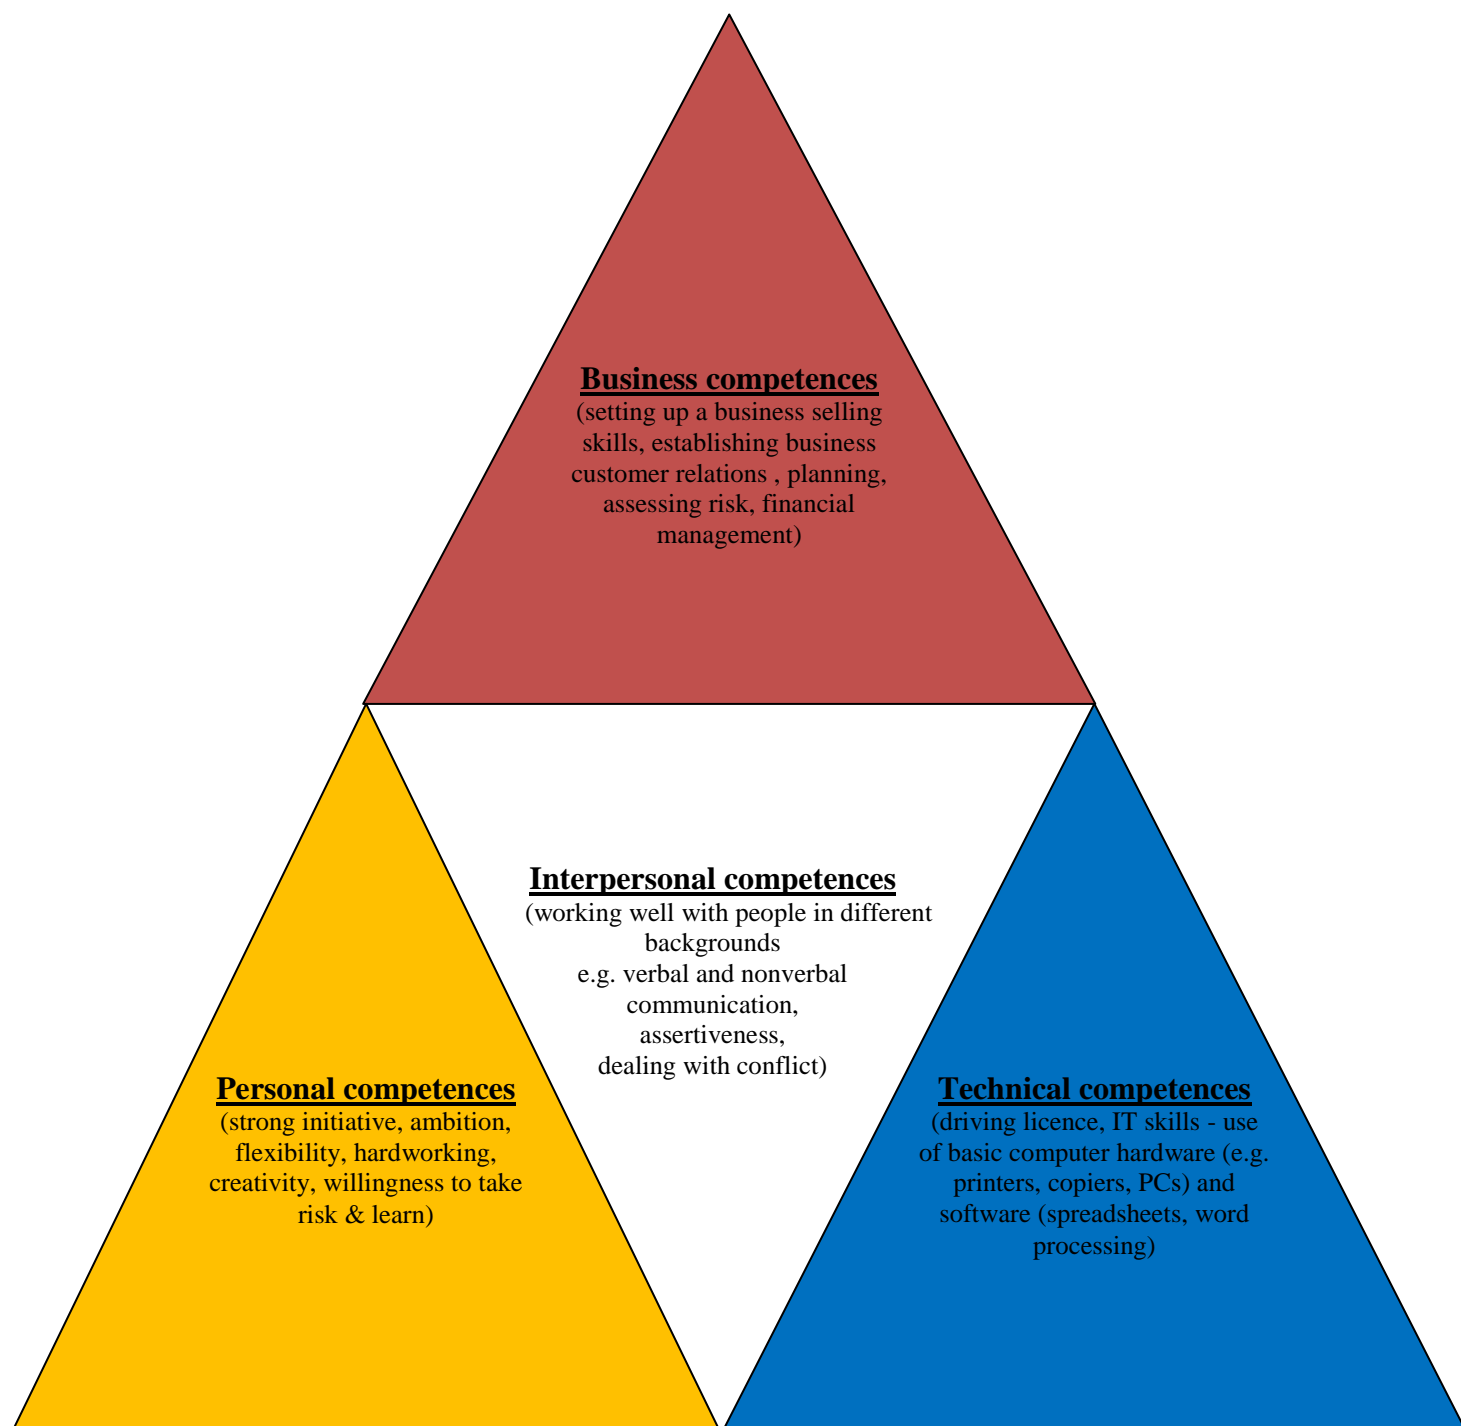 Business competences
(setting up a business selling
skills, establishing business
customer relations , planning,
assessing risk, financial
management)
Interpersonal competences
(working well with people in different
backgrounds
e.g. verbal and nonverbal
communication,
assertiveness,
dealing with conflict)
Personal competences
(strong initiative, ambition,
flexibility, hardworking,
creativity, willingness to take
risk & learn)
Technical competences
(driving licence, IT skills - use
of basic computer hardware (e.g.
printers, copiers, PCs) and
software (spreadsheets, word
processing)